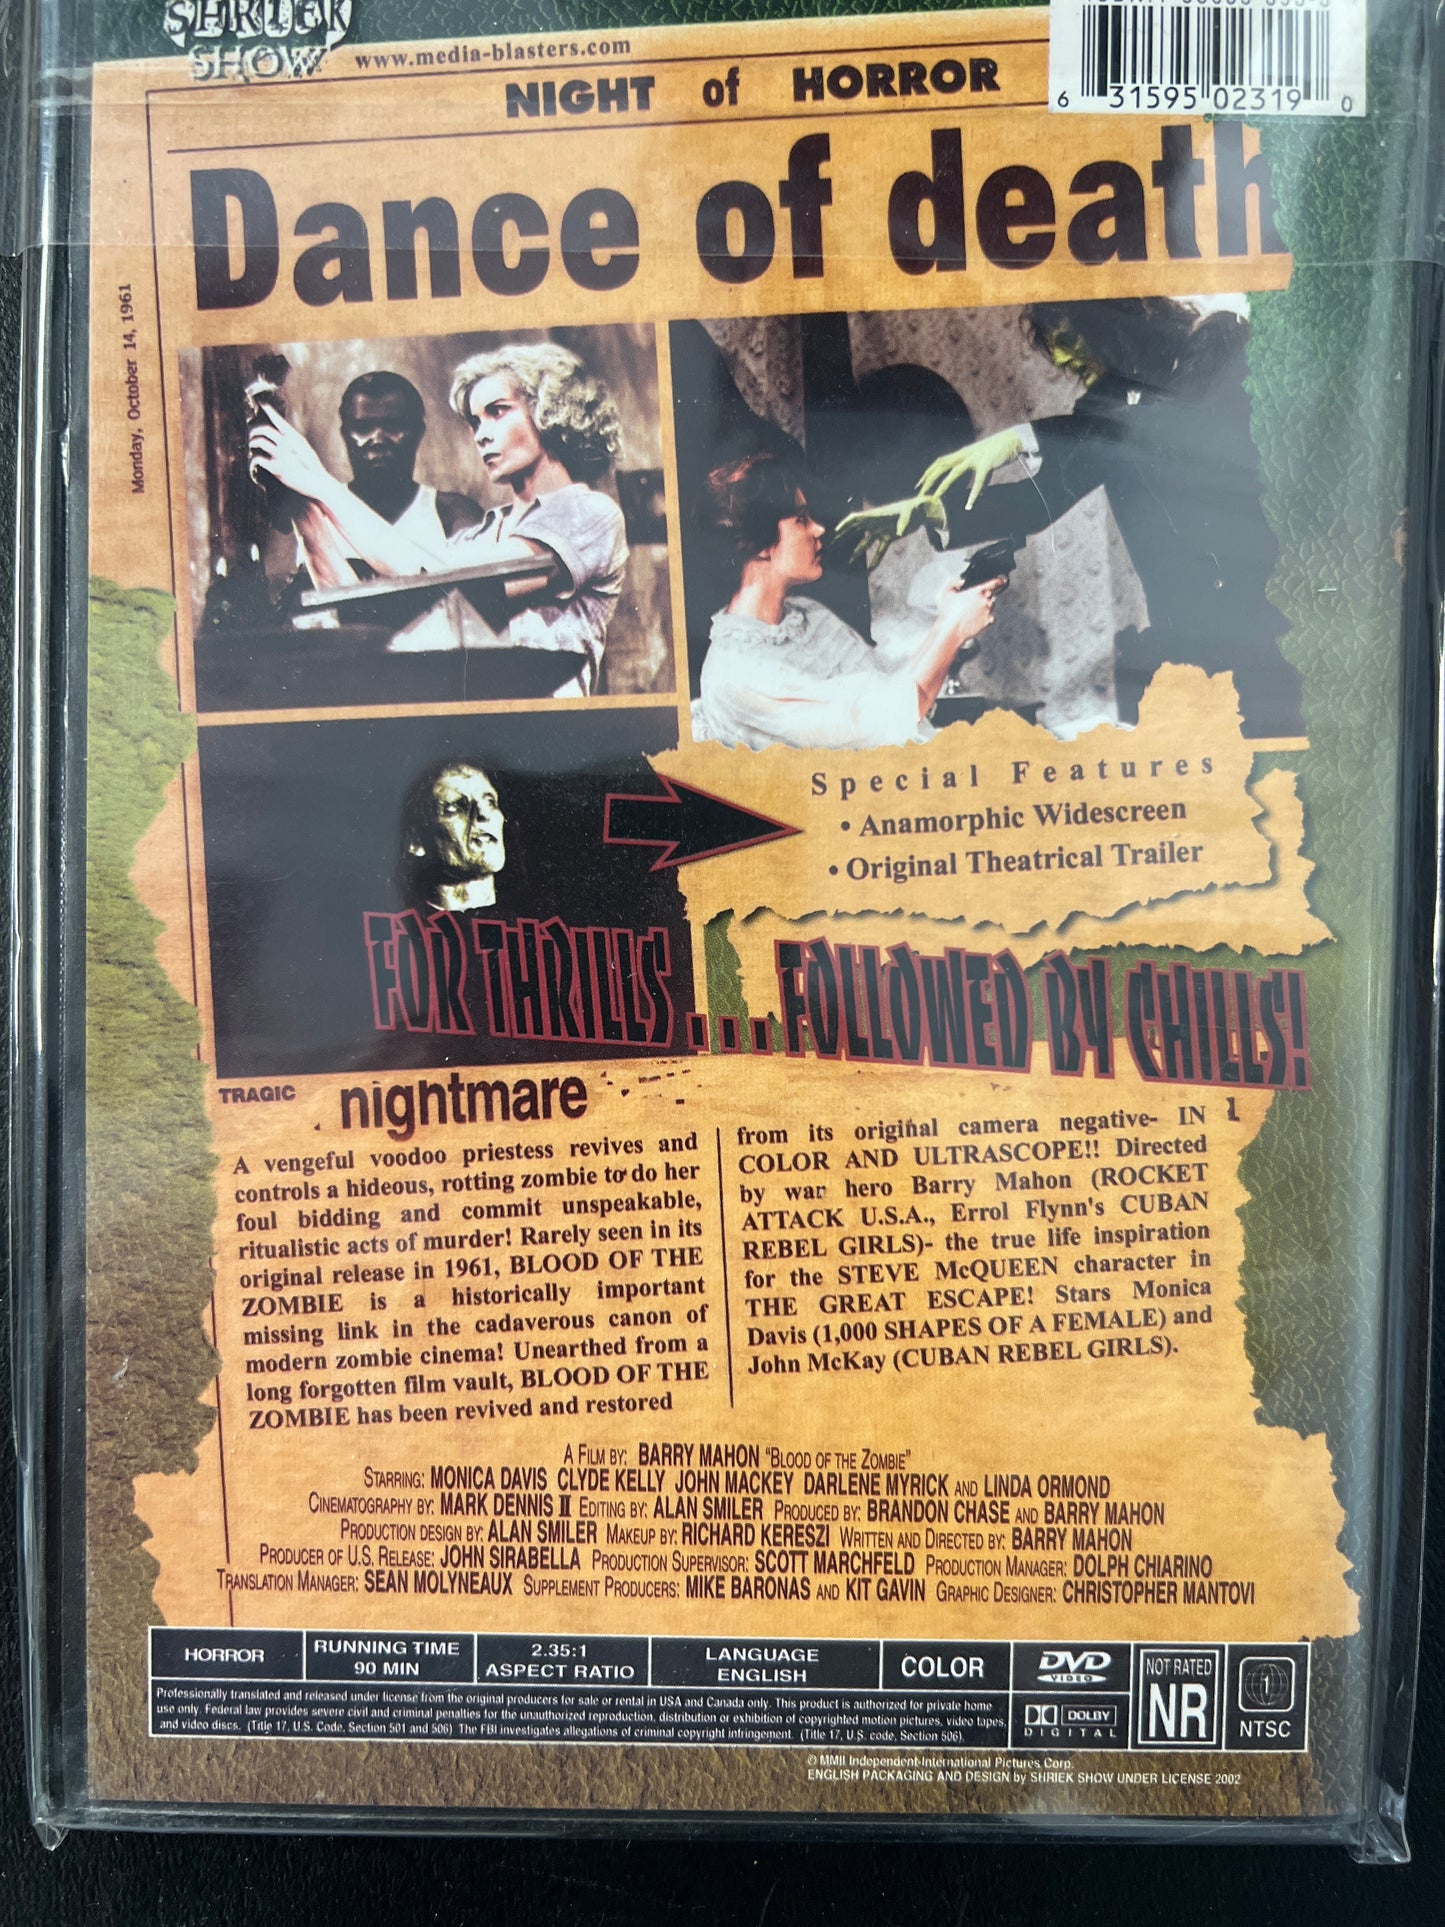 SHRIEK
SHOW
www.media-blasters.com
6 31595 02319 0
NIGHT of HORROR
Dance of death
Monday, October 14, 1961
Special Features
• Anamorphic Widescreen
• Original Theatrical Trailer
FOR THRILLS . . . FOLLOWED BY CHILLS!
TRAGIC nightmare
A vengeful voodoo priestess revives and
controls a hideous, rotting zombie to do her
foul bidding and commit unspeakable,
ritualistic acts of murder! Rarely seen in its
original release in 1961, BLOOD OF THE
ZOMBIE is a historically important
missing link in the cadaverous canon of
modern zombie cinema! Unearthed from a
long forgotten film vault, BLOOD OF THE
ZOMBIE has been revived and restored
from its original camera negative- IN
COLOR AND ULTRASCOPE!! Directed
by war hero Barry Mahon (ROCKET
ATTACK U.S.A., Errol Flynn's CUBAN
REBEL GIRLS)- the true life inspiration
for the STEVE McQUEEN character in
THE GREAT ESCAPE! Stars Monica
Davis (1,000 SHAPES OF A FEMALE) and
John McKay (CUBAN REBEL GIRLS).
A FILM BY: BARRY MAHON "BLOOD OF THE ZOMBIE"
STARRING: MONICA DAVIS CLYDE KELLY JOHN MACKEY DARLENE MYRICK AND LINDA ORMOND
CINEMATOGRAPHY BY: MARK DENNIS II EDITING BY: ALAN SMILER PRODUCED BY: BRANDON CHASE AND BARRY MAHON
PRODUCTION DESIGN BY: ALAN SMILER MAKEUP BY: RICHARD KERESZI WRITTEN AND DIRECTED BY: BARRY MAHON
PRODUCER OF U.S. RELEASE: JOHN SIRABELLA PRODUCTION SUPERVISOR: SCOTT MARCHFELD PRODUCTION MANAGER: DOLPH CHIARINO
TRANSLATION MANAGER: SEAN MOLYNEAUX SUPPLEMENT PRODUCERS: MIKE BARONAS AND KIT GAVIN GRAPHIC DESIGNER: CHRISTOPHER MANTOVI
HORROR
RUNNING TIME
90 MIN
2.35:1
ASPECT RATIO
LANGUAGE
ENGLISH
COLOR
DVD
VIDEO
DOLBY
DIGITAL
NOT RATED
NR
1
NTSC
Professionally translated and released under license from the original producers for sale or rental in USA and Canada only. This product is authorized for private home
use only. Federal law provides severe civil and criminal penalties for the unauthorized reproduction, distribution or exhibition of copyrighted motion pictures, video tapes,
and video discs. (Title 17, U.S. Code, Section 501 and 506) The FBI investigates allegations of criminal copyright infringement. (Title 17, U.S. code, Section 506).
© MMII Independent-International Pictures Corp.
ENGLISH PACKAGING AND DESIGN by SHRIEK SHOW UNDER LICENSE 2002